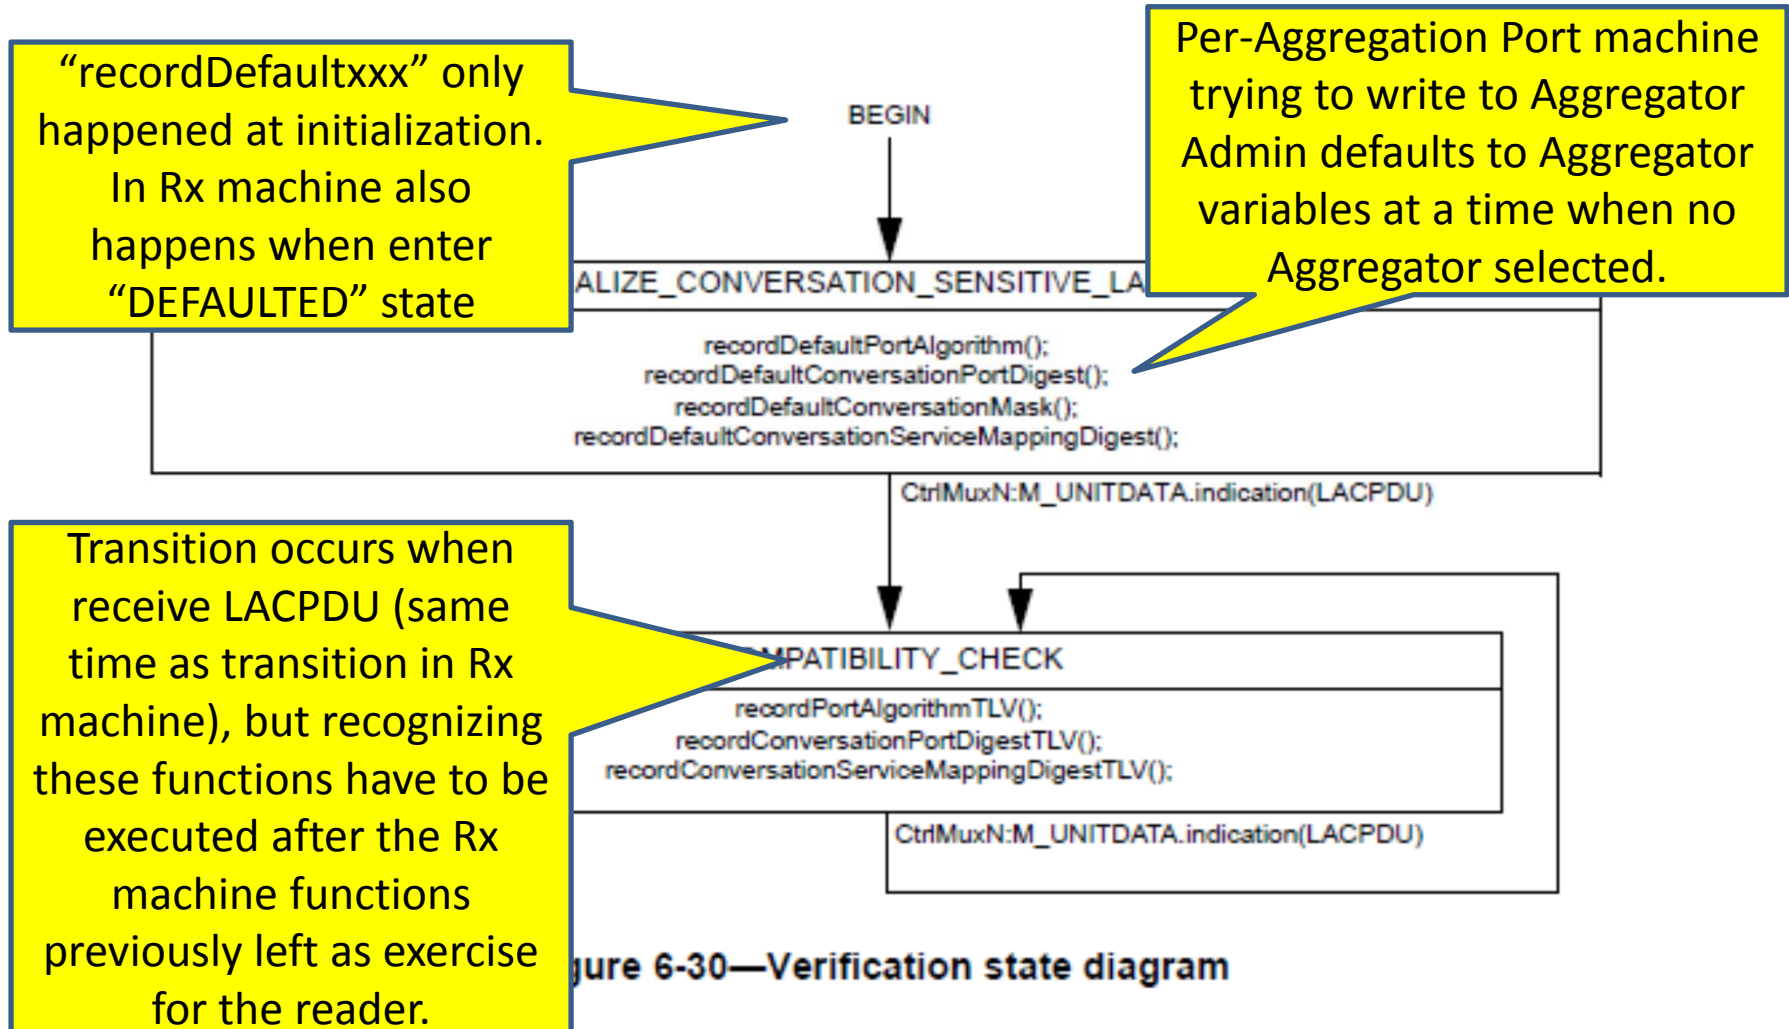 “recordDefaultxxx” only
happened at initialization.
In Rx machine also
happens when enter
“DEFAULTED” state
Per-Aggregation Port machine
trying to write to Aggregator
Admin defaults to Aggregator
variables at a time when no
Aggregator selected.
BEGIN
ALIZE_CONVERSATION_SENSITIVE_LA
recordDefaultPortAlgorithm();
recordDefaultConversationPortDigest();
recordDefaultConversationMask();
recordDefaultConversationServiceMappingDigest();
CtrlMuxN:M_UNITDATA.indication(LACPDU)
Transition occurs when
receive LACPDU (same
time as transition in Rx
machine), but recognizing
these functions have to be
executed after the Rx
machine functions
previously left as exercise
for the reader.
MPATIBILITY_CHECK
recordPortAlgorithmTLV();
recordConversationPortDigestTLV();
recordConversationServiceMappingDigestTLV();
CtrlMuxN:M_UNITDATA.indication(LACPDU)
gure 6-30—Verification state diagram